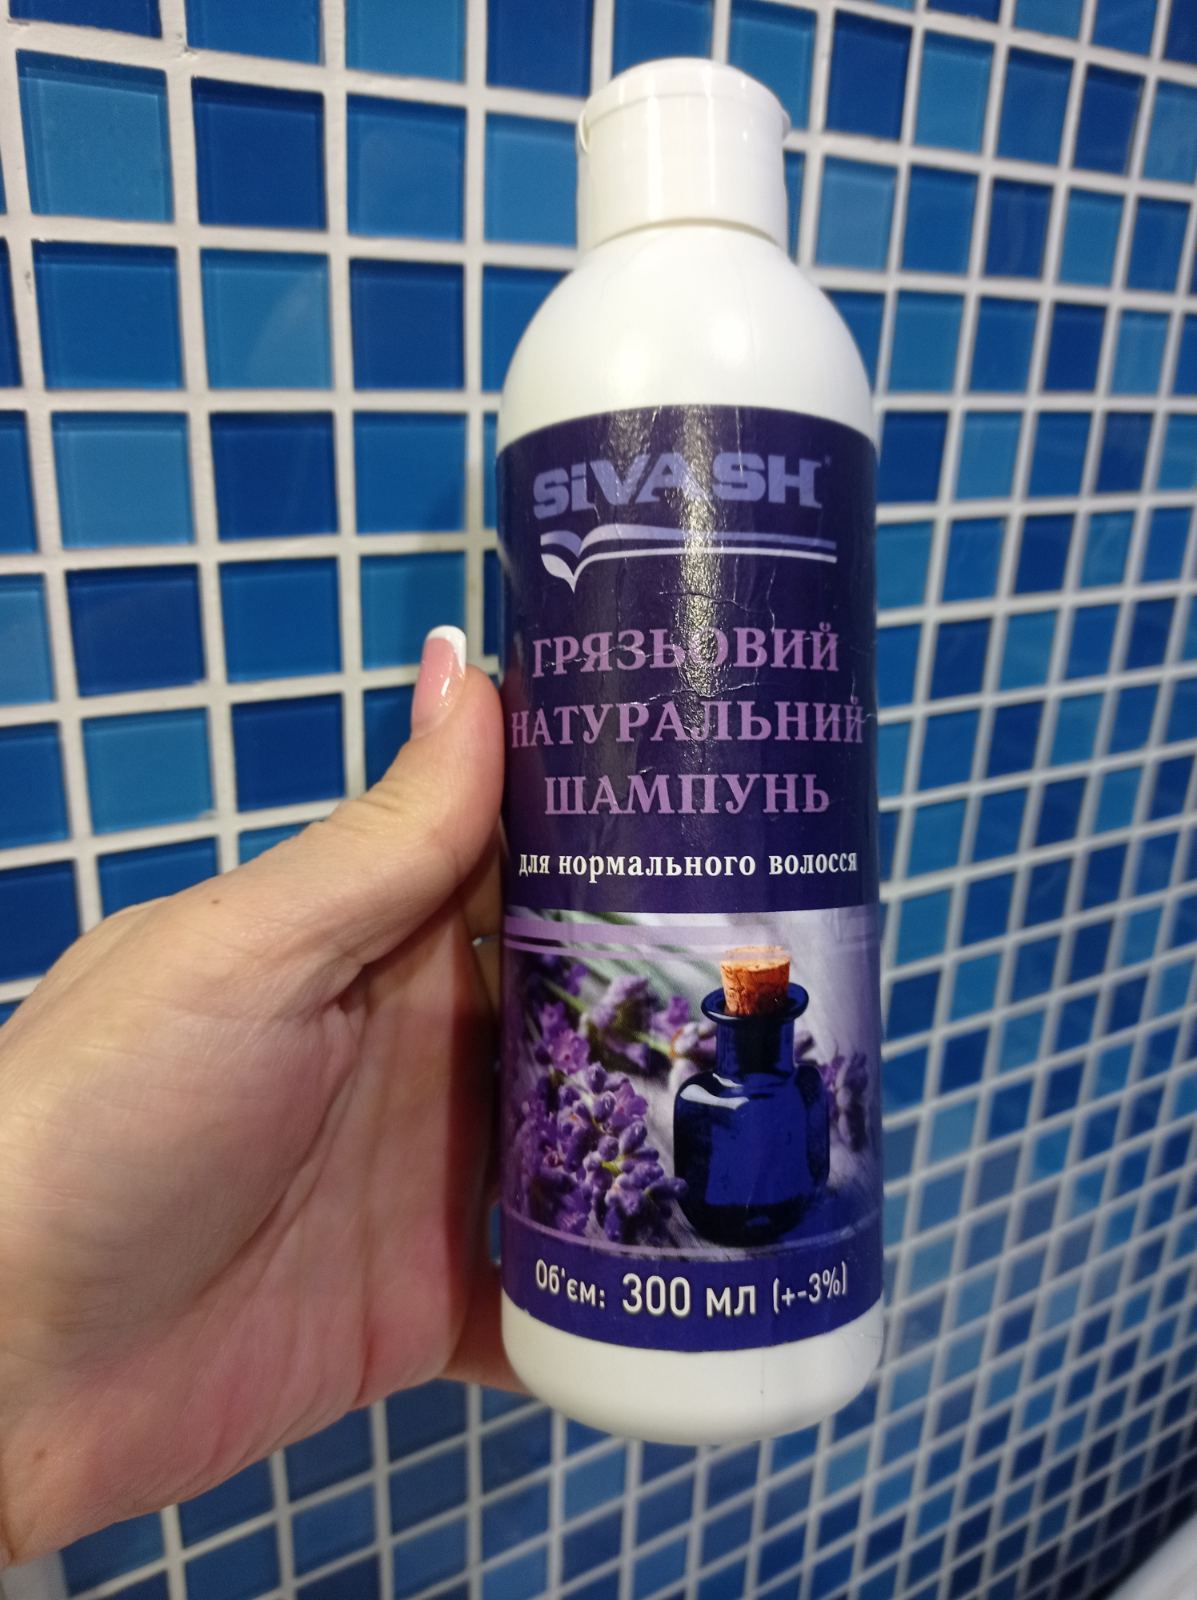 SiVASH®
ГРЯЗЬОВИЙ
НАТУРАЛЬНИЙ
ШАМПУНЬ
для нормального волосся
Об'єм: 300 мл (+-3%)